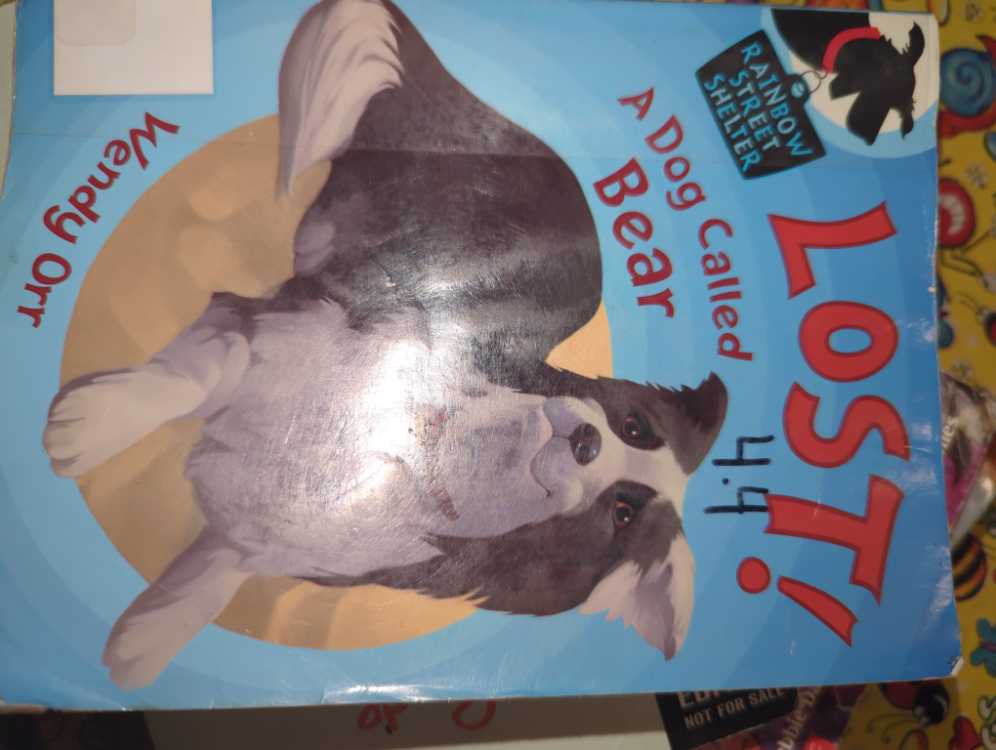 RAINBOW
STREET
SHELTER
LOST!
A Dog Called
Bear
4.4
Wendy Orr
NOT FOR SALE